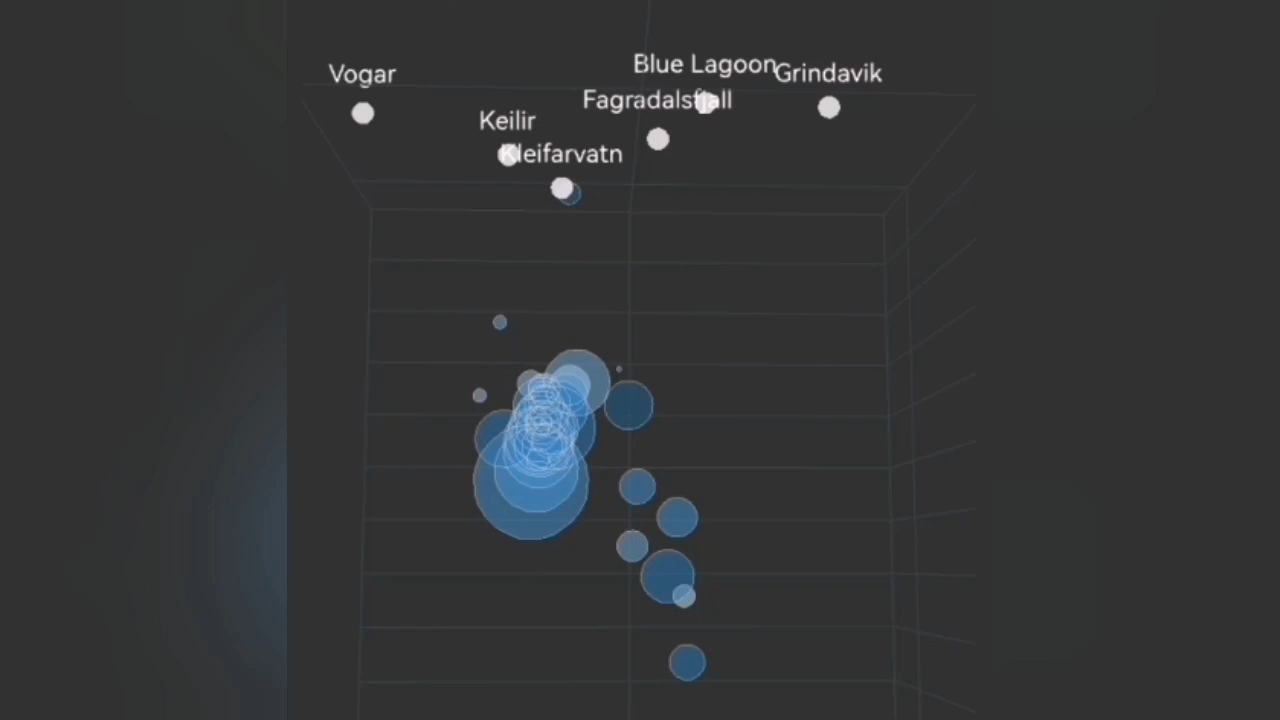 Vogar
Blue Lagoon
Grindavik
Fagradalsfjall
Keilir
Kleifarvatn